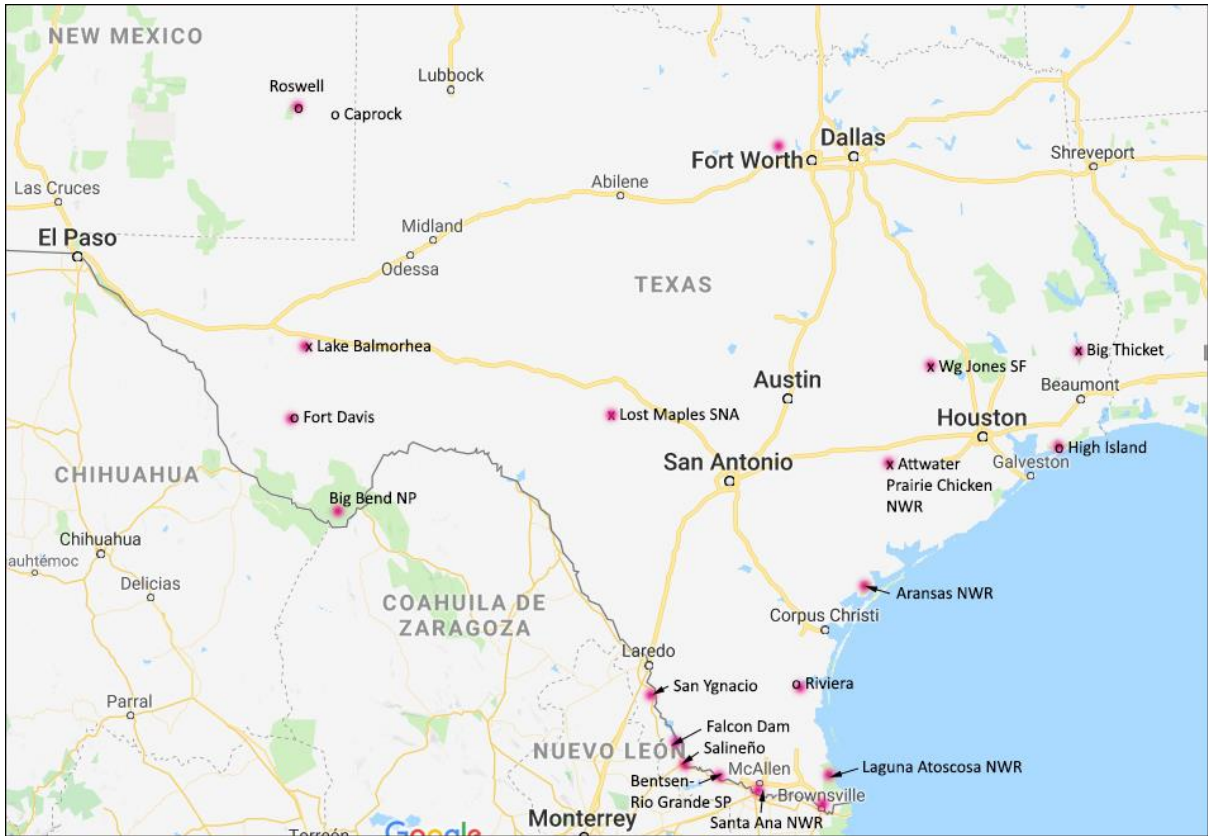 NEW MEXICO
Lubbock
Roswell
Caprock
Dallas
Fort Worth
Shreveport
Las Cruces
Abilene
Midland
El Paso
Odessa
TEXAS
Lake Balmorhea
Big Thicket
Wg Jones SF
Austin
Beaumont
Fort Davis
Lost Maples SNA
Houston
High Island
CHIHUAHUA
San Antonio
Galveston
Attwater
Prairie Chicken
NWR
Big Bend NP
Chihuahua
auhtémoc
Delicias
Aransas NWR
COAHUILA DE
ZARAGOZA
Corpus Christi
Laredo
Riviera
San Ygnacio
Parral
Falcon Dam
NUEVO LEÓN
Salineño
McAllen
Laguna Atoscosa NWR
Bentsen-
Rio Grande SP
Brownsville
Monterrey
Santa Ana NWR
Torreón
Google